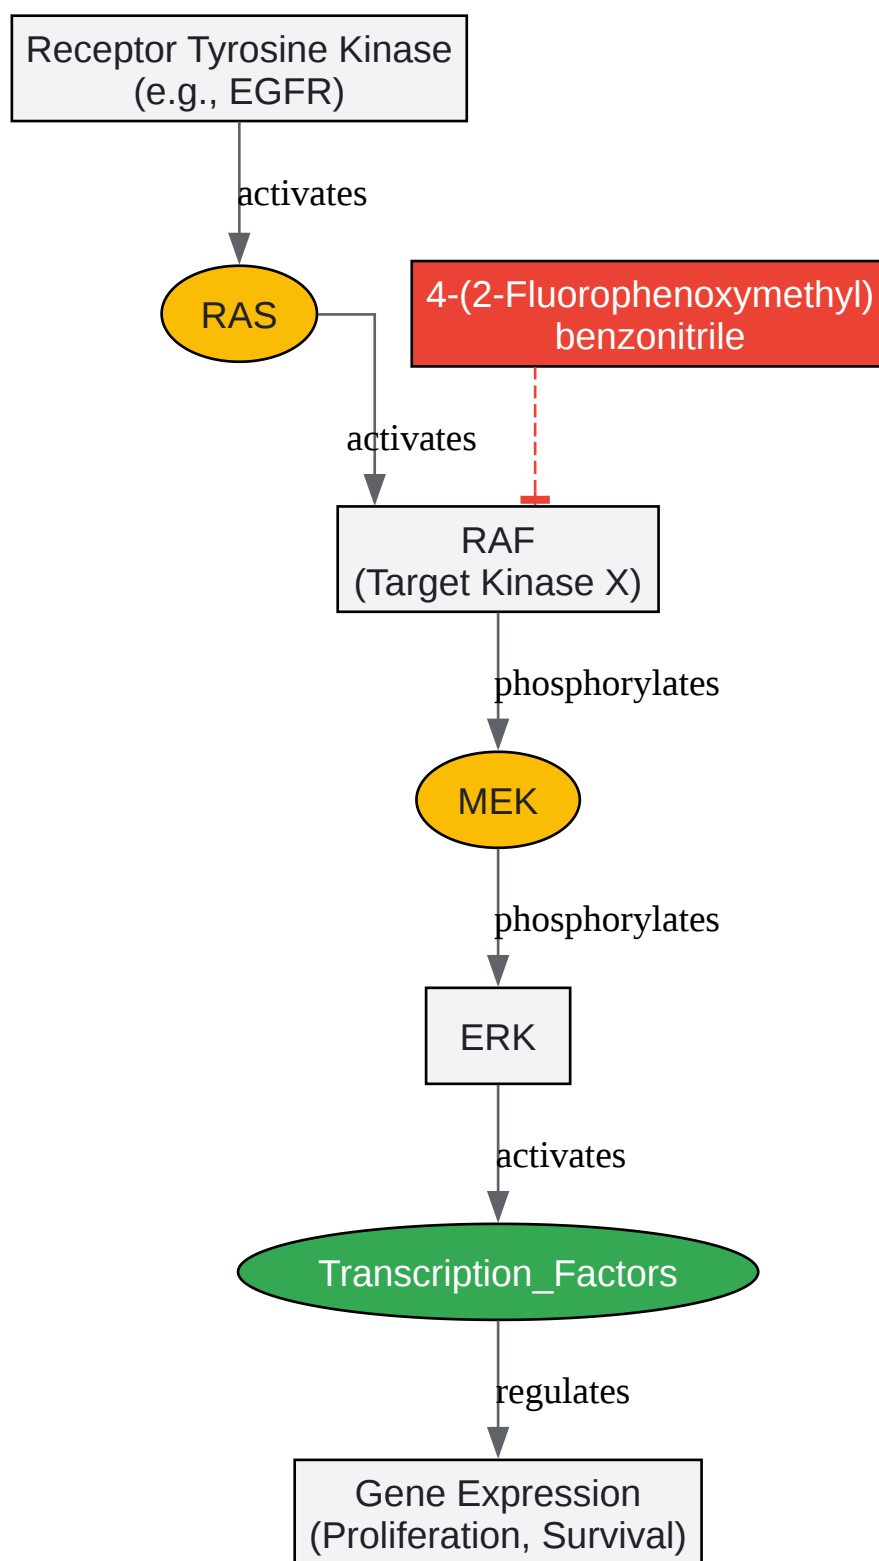 Receptor Tyrosine Kinase
(e.g., EGFR)
activates
RAS
4-(2-Fluorophenoxymethyl)
benzonitrile
activates
RAF
(Target Kinase X)
phosphorylates
MEK
phosphorylates
ERK
activates
Transcription_Factors
regulates
Gene Expression
(Proliferation, Survival)